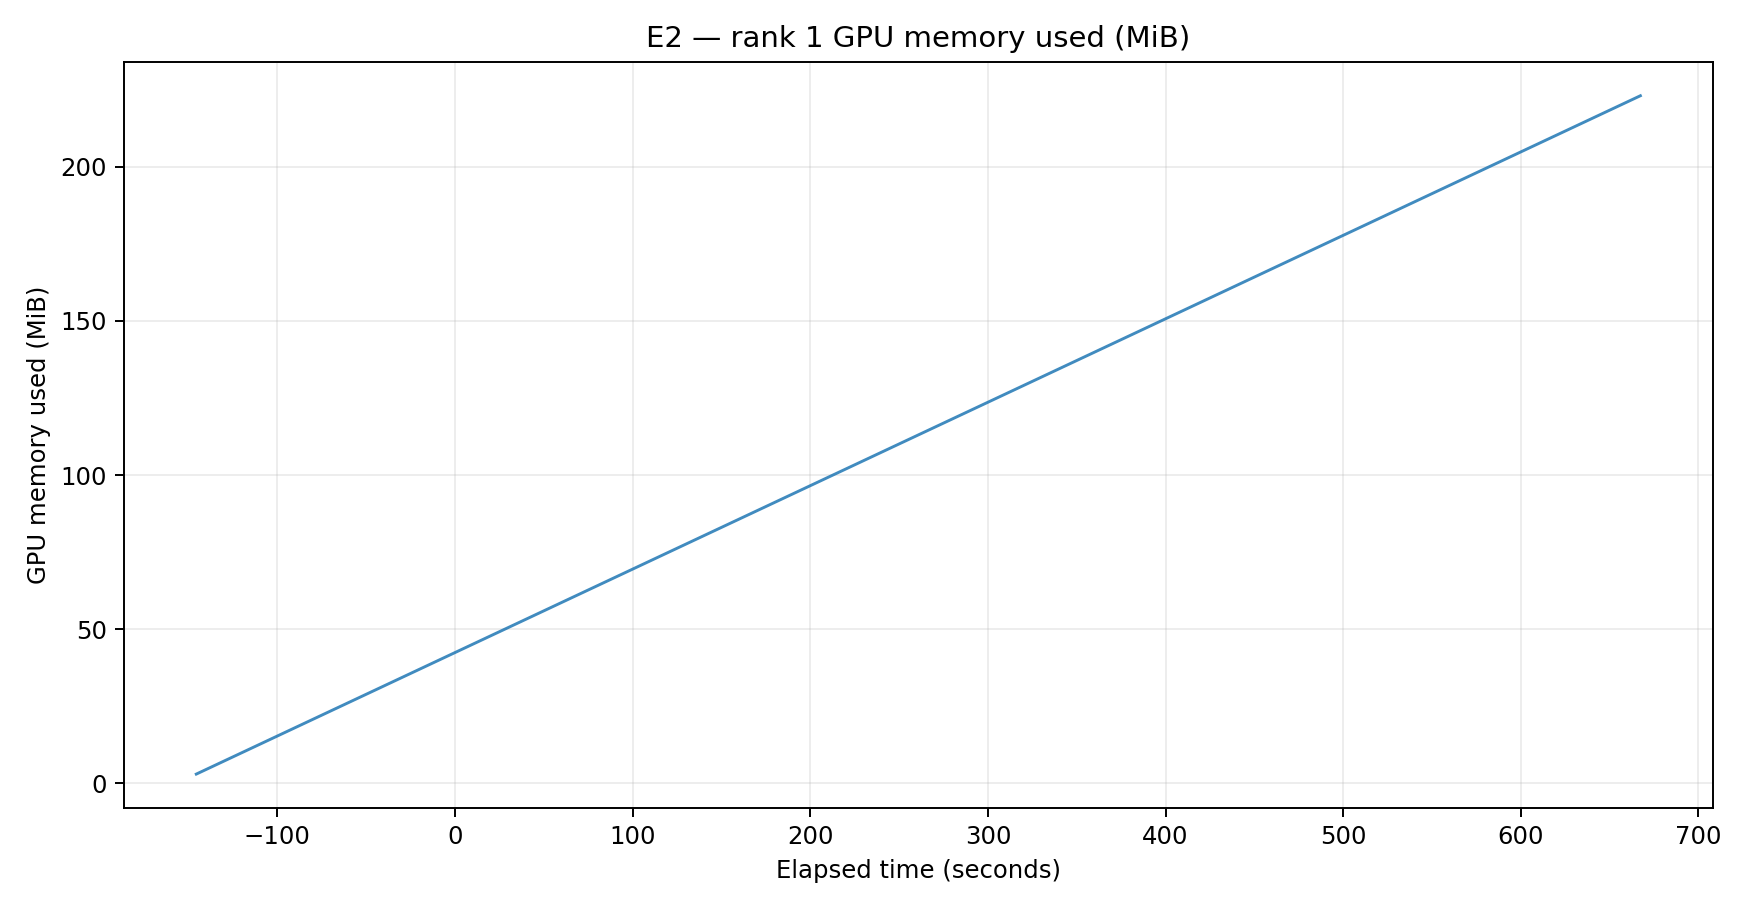 E2 — rank 1 GPU memory used (MiB)
GPU memory used (MiB)
200
150
100
50
0
−100 0 100 200 300 400 500 600 700
Elapsed time (seconds)